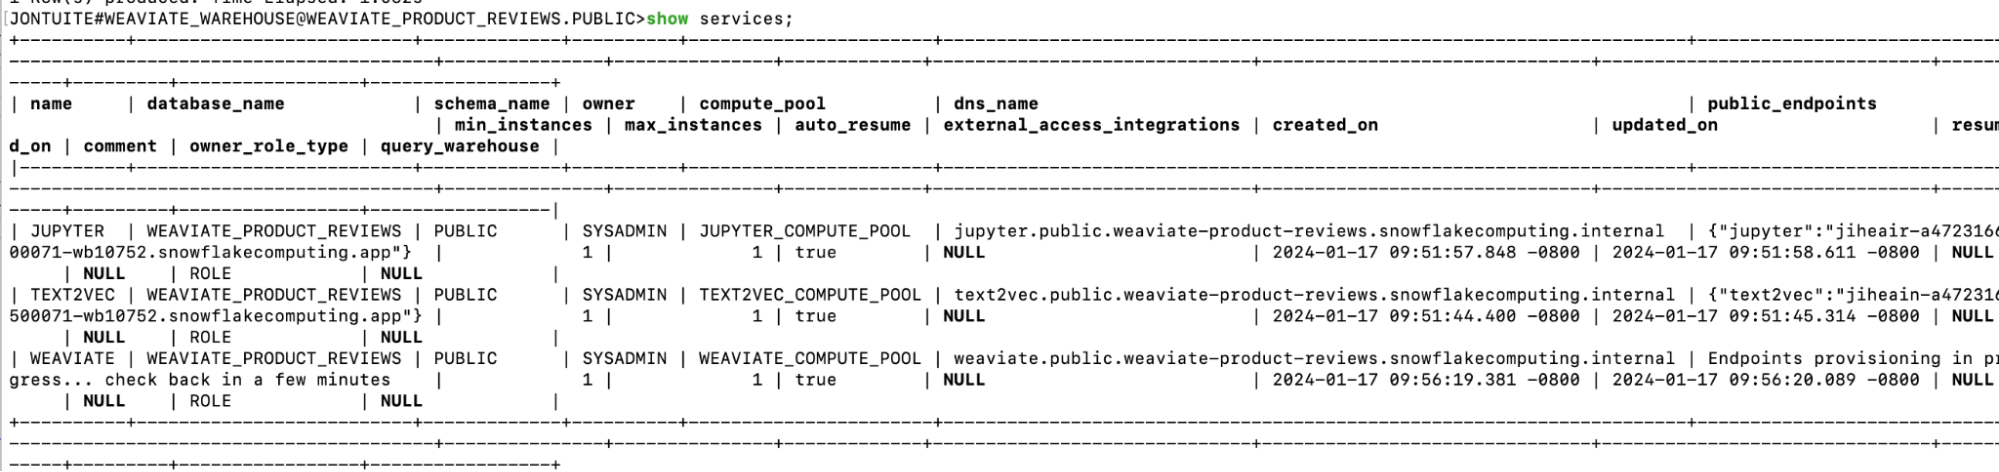 JONTUITE#WEAVIATE_WAREHOUSE@WEAVIATE_PRODUCT_REVIEWS.PUBLIC>show services;
| name | database_name | schema_name | owner | compute_pool | dns_name | public_endpoints
| min_instances | max_instances | auto_resume | external_access_integrations | created_on | updated_on | resum
d_on | comment | owner_role_type | query_warehouse |
| JUPYTER | WEAVIATE_PRODUCT_REVIEWS | PUBLIC | SYSADMIN | JUPYTER_COMPUTE_POOL | jupyter.public.weaviate-product-reviews.snowflakecomputing.internal | {"jupyter":"jiheair-a4723166
00071-wb10752.snowflakecomputing.app"} | 1 | 1 | true | NULL | 2024-01-17 09:51:57.848 -0800 | 2024-01-17 09:51:58.611 -0800 | NULL
| NULL | ROLE | NULL |
| TEXT2VEC | WEAVIATE_PRODUCT_REVIEWS | PUBLIC | SYSADMIN | TEXT2VEC_COMPUTE_POOL | text2vec.public.weaviate-product-reviews.snowflakecomputing.internal | {"text2vec":"jiheain-a472316
500071-wb10752.snowflakecomputing.app"} | 1 | 1 | true | NULL | 2024-01-17 09:51:44.400 -0800 | 2024-01-17 09:51:45.314 -0800 | NULL
| NULL | ROLE | NULL |
| WEAVIATE | WEAVIATE_PRODUCT_REVIEWS | PUBLIC | SYSADMIN | WEAVIATE_COMPUTE_POOL | weaviate.public.weaviate-product-reviews.snowflakecomputing.internal | Endpoints provisioning in pr
gress... check back in a few minutes | 1 | 1 | true | NULL | 2024-01-17 09:56:19.381 -0800 | 2024-01-17 09:56:20.089 -0800 | NULL
| NULL | ROLE | NULL |